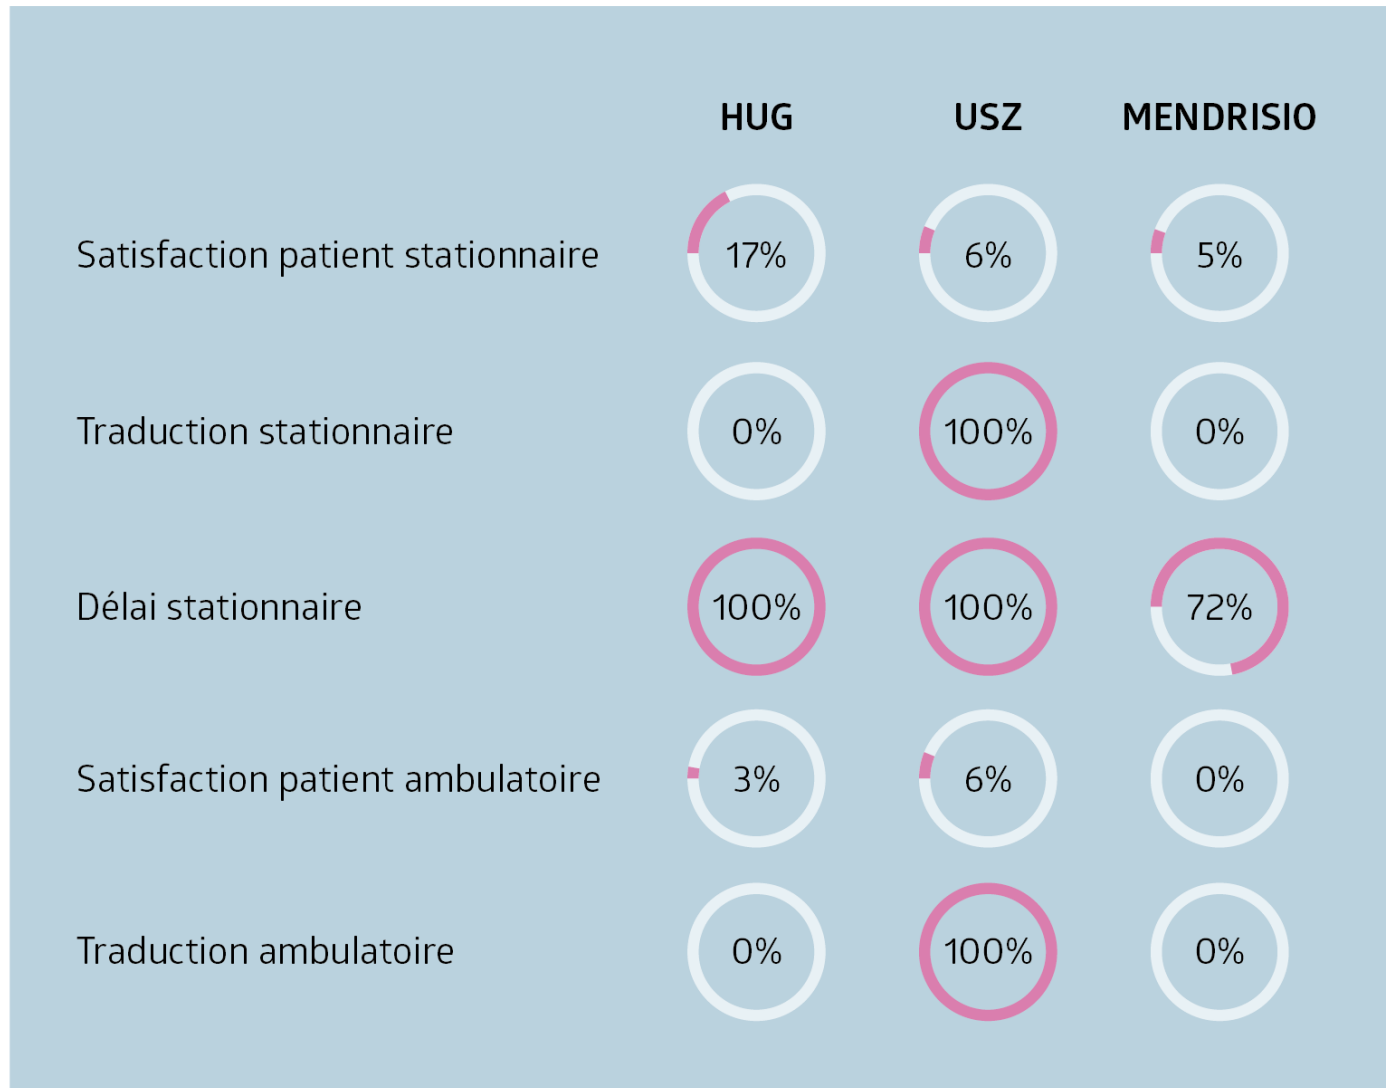 HUG USZ MENDRISIO
Satisfaction patient stationnaire 17% 6% 5%
Traduction stationnaire 0% 100% 0%
Délai stationnaire 100% 100% 72%
Satisfaction patient ambulatoire 3% 6% 0%
Traduction ambulatoire 0% 100% 0%